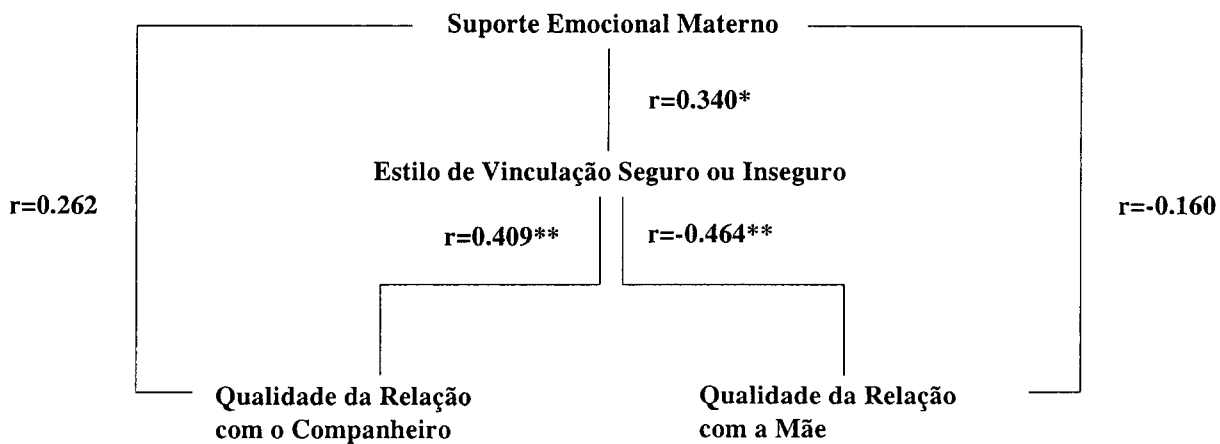 Suporte Emocional Materno
r=0.340*
Estilo de Vinculação Seguro ou Inseguro
r=0.262
r=-0.160
r=0.409**
r=-0.464**
Qualidade da Relação
com o Companheiro
Qualidade da Relação
com a Mãe